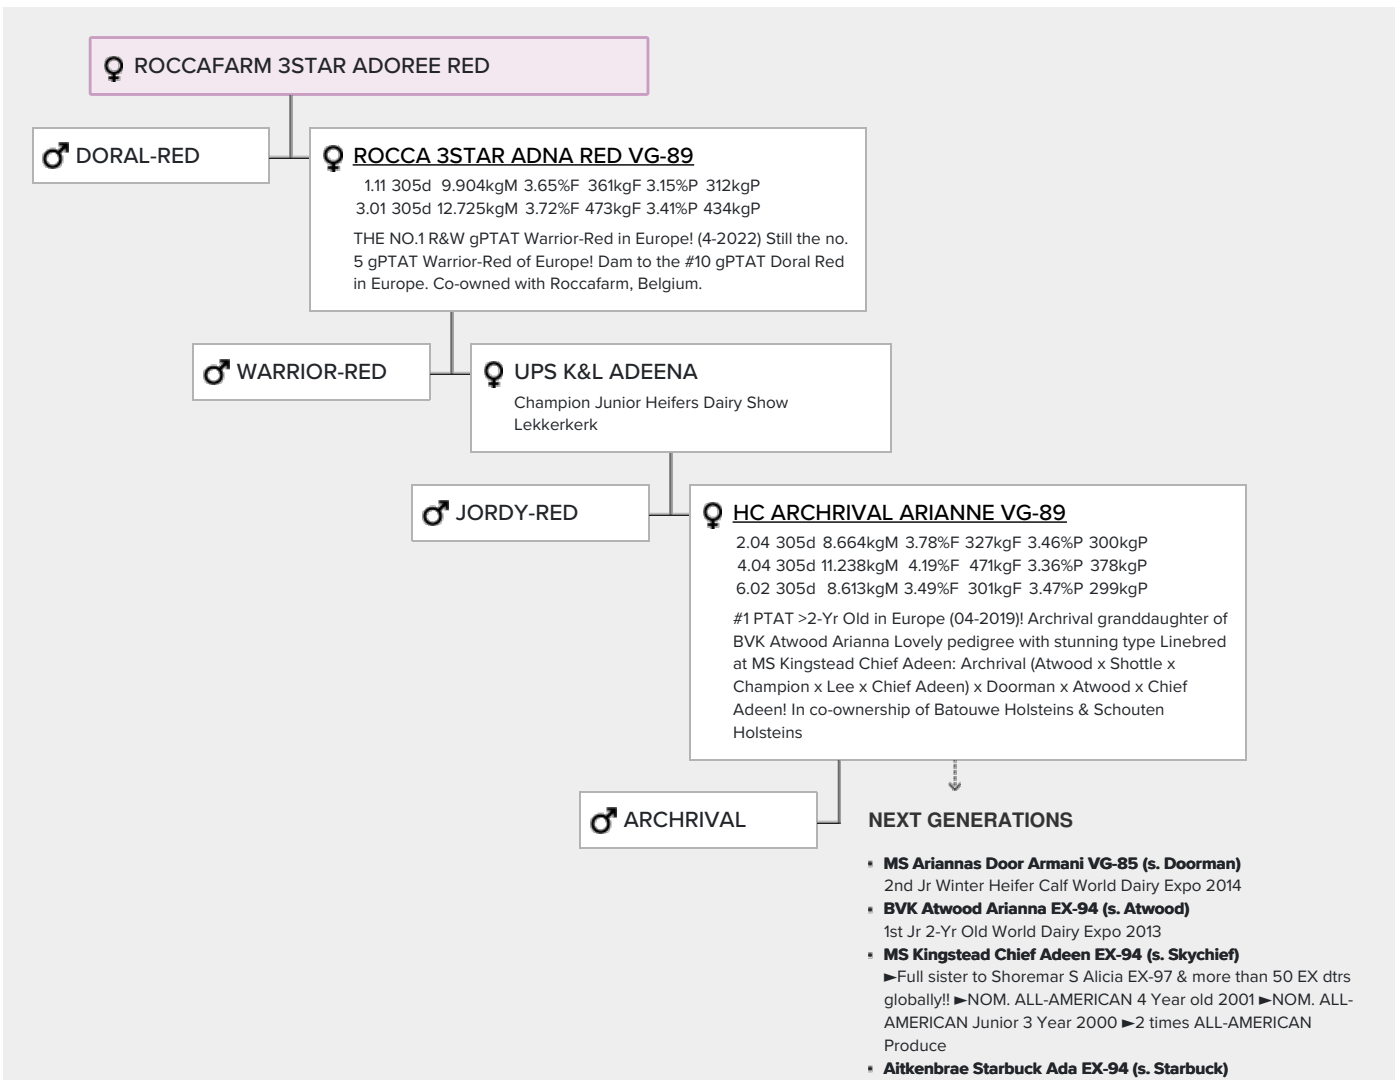 ROCCAFARM 3STAR ADOREE RED
DORAL-RED
ROCCA 3STAR ADNA RED VG-89
1.11 305d 9.904kgM 3.65%F 361kgF 3.15%P 312kgP
3.01 305d 12.725kgM 3.72%F 473kgF 3.41%P 434kgP
THE NO.1 R&W gPTAT Warrior-Red in Europe! (4-2022) Still the no.
5 gPTAT Warrior-Red of Europe! Dam to the #10 gPTAT Doral Red
in Europe. Co-owned with Roccafarm, Belgium.
WARRIOR-RED
UPS K&L ADEENA
Champion Junior Heifers Dairy Show
Lekkerkerk
JORDY-RED
HC ARCHRIVAL ARIANNE VG-89
2.04 305d 8.664kgM 3.78%F 327kgF 3.46%P 300kgP
4.04 305d 11.238kgM 4.19%F 471kgF 3.36%P 378kgP
6.02 305d 8.613kgM 3.49%F 301kgF 3.47%P 299kgP
#1 PTAT >2-Yr Old in Europe (04-2019)! Archrival granddaughter of
BVK Atwood Arianna Lovely pedigree with stunning type Linebred
at MS Kingstead Chief Adeen: Archrival (Atwood x Shottle x
Champion x Lee x Chief Adeen) x Doorman x Atwood x Chief
Adeen! In co-ownership of Batouwe Holsteins & Schouten
Holsteins
ARCHRIVAL
NEXT GENERATIONS
▪ MS Ariannas Door Armani VG-85 (s. Doorman)
2nd Jr Winter Heifer Calf World Dairy Expo 2014
▪ BVK Atwood Arianna EX-94 (s. Atwood)
1st Jr 2-Yr Old World Dairy Expo 2013
▪ MS Kingstead Chief Adeen EX-94 (s. Skychief)
►Full sister to Shoremar S Alicia EX-97 & more than 50 EX dtrs
globally!! ►NOM. ALL-AMERICAN 4 Year old 2001 ►NOM. ALL-
AMERICAN Junior 3 Year 2000 ►2 times ALL-AMERICAN
Produce
▪ Aitkenbrae Starbuck Ada EX-94 (s. Starbuck)